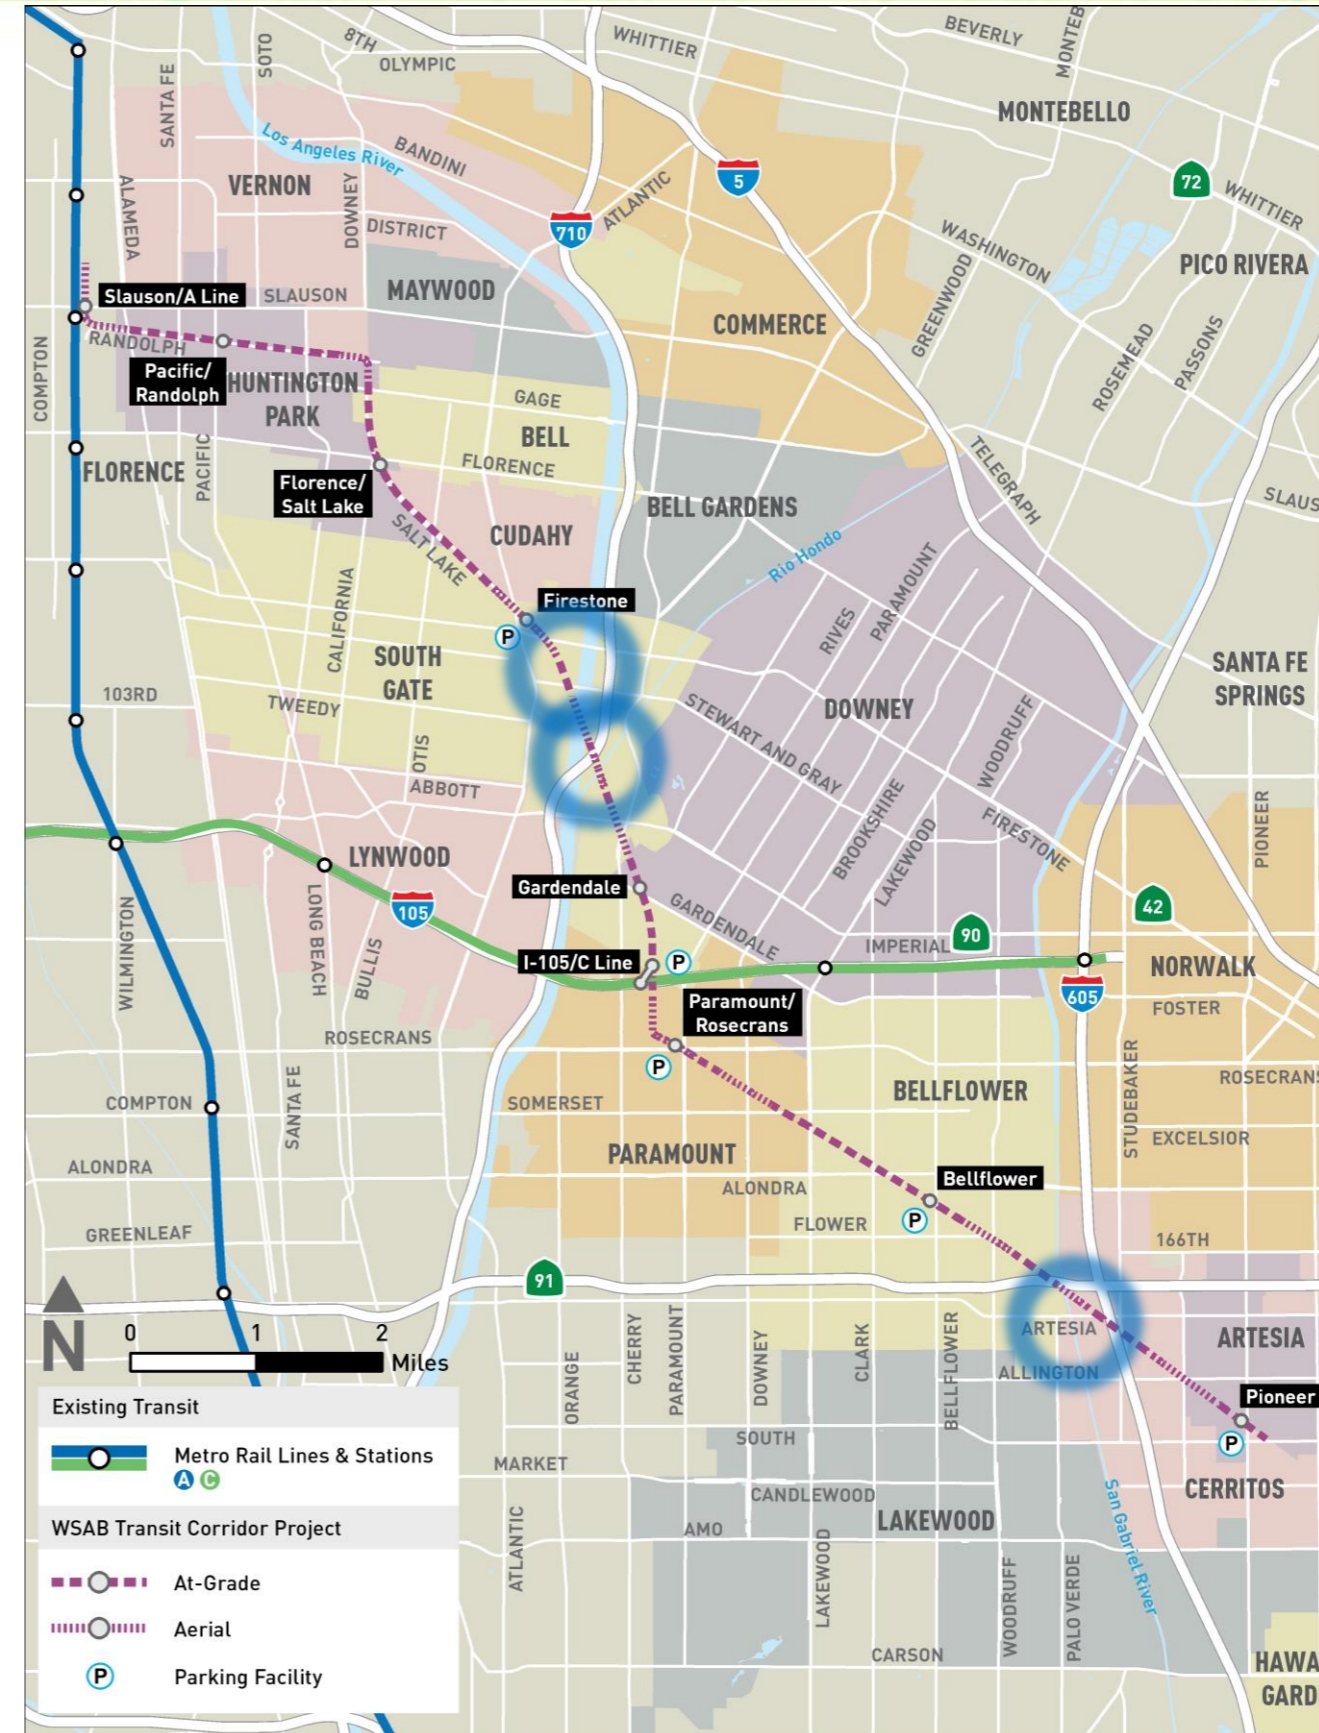 BEVERLY
MONTEB
WHITTIER
8TH
SOTO
OLYMPIC
SANTA FE
MONTEBELLO
Los Angeles River
BANDINI
VERNON
5
72
WHITTIER
ALAMEDA
DOWNEY
DISTRICT
710
ATLANTIC
WASHINGTON
PICO RIVERA
MAYWOOD
Slauson/A Line
SLAUSON
COMMERCE
GREENWOOD
RANDOLPH
COMPTON
Pacific/
Randolph
HUNTINGTON
PARK
ROSEMEAD
PASSONS
GAGE
BELL
FLORENCE
PACIFIC
FLORENCE
TELEGRAPH
Florence/
Salt Lake
BELL GARDENS
SLAUS
SALT LAKE
CUDAHY
Rio Hondo
Firestone
P
CALIFORNIA
RIVES
PARAMOUNT
SOUTH
GATE
SANTA FE
SPRINGS
103RD
TWEEDY
DOWNEY
STEWART AND GRAY
WOODRUFF
OTIS
ABBOTT
BROOKSHIRE
LAKEWOOD
FIRESTONE
PIONEER
LYNWOOD
Gardendale
105
GARDENDALE
IMPERIAL
90
42
WILMINGTON
LONG BEACH
BULLIS
I-105/C Line
P
NORWALK
605
Paramount/
Rosecrans
FOSTER
ROSECRANS
P
STUDEBAKER
ROSECRANS
COMPTON
SANTA FE
SOMERSET
BELLFLOWER
EXCELSIOR
PARAMOUNT
ALONDRA
ALONDRA
Bellflower
P
FLOWER
GREENLEAF
166TH
91
N
0 1 2
Miles
ORANGE
CHERRY
PARAMOUNT
DOWNEY
CLARK
BELLFLOWER
ARTESIA
ARTESIA
ALLINGTON
Pioneer
P
SOUTH
MARKET
CERRITOS
CANDLEWOOD
LAKEWOOD
AMO
ATLANTIC
LAKEWOOD
WOODRUFF
PALO VERDE
San Gabriel River
CARSON
HAWA
GARD
Existing Transit
Metro Rail Lines & Stations
A C
WSAB Transit Corridor Project
At-Grade
Aerial
P Parking Facility